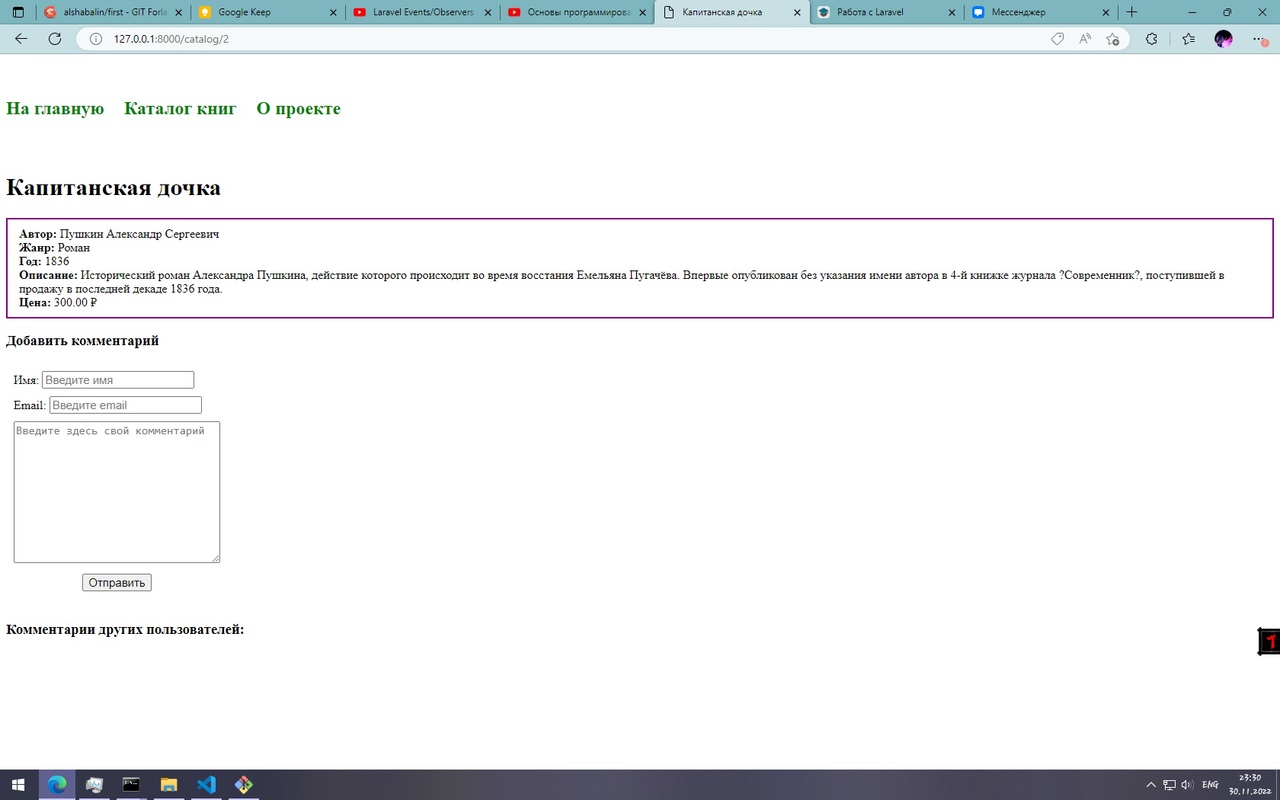 alshabalin/first - GIT Forla
Google Keep
Laravel Events/Observers
Основы программирова
Капитанская дочка
Работа с Laravel
Мессенджер
127.0.0.1:8000/catalog/2
На главную Каталог книг О проекте
Капитанская дочка
Автор: Пушкин Александр Сергеевич
Жанр: Роман
Год: 1836
Описание: Исторический роман Александра Пушкина, действие которого происходит во время восстания Емельяна Пугачёва. Впервые опубликован без указания имени автора в 4-й книжке журнала ?Современник?, поступившей в
продажу в последней декаде 1836 года.
Цена: 300.00 ₽
Добавить комментарий
Имя: Введите имя
Email: Введите email
Введите здесь свой комментарий
Отправить
Комментарии других пользователей:
1
ENG
23:30
30.11.2022